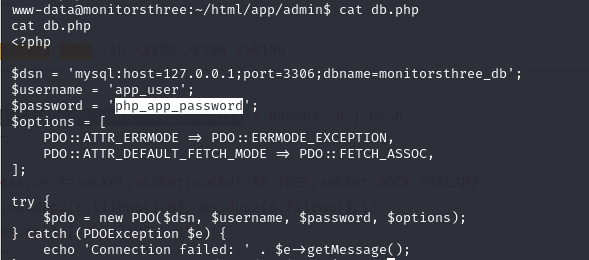 www-data@monitorsthree:~/html/app/admin$ cat db.php
cat db.php
<?php
$dsn = 'mysql:host=127.0.0.1;port=3306;dbname=monitorsthree_db';
$username = 'app_user';
$password = 'php_app_password';
$options = [
PDO::ATTR_ERRMODE => PDO::ERRMODE_EXCEPTION,
PDO::ATTR_DEFAULT_FETCH_MODE => PDO::FETCH_ASSOC,
];
try {
$pdo = new PDO($dsn, $username, $password, $options);
} catch (PDOException $e) {
echo 'Connection failed: ' . $e->getMessage();
}